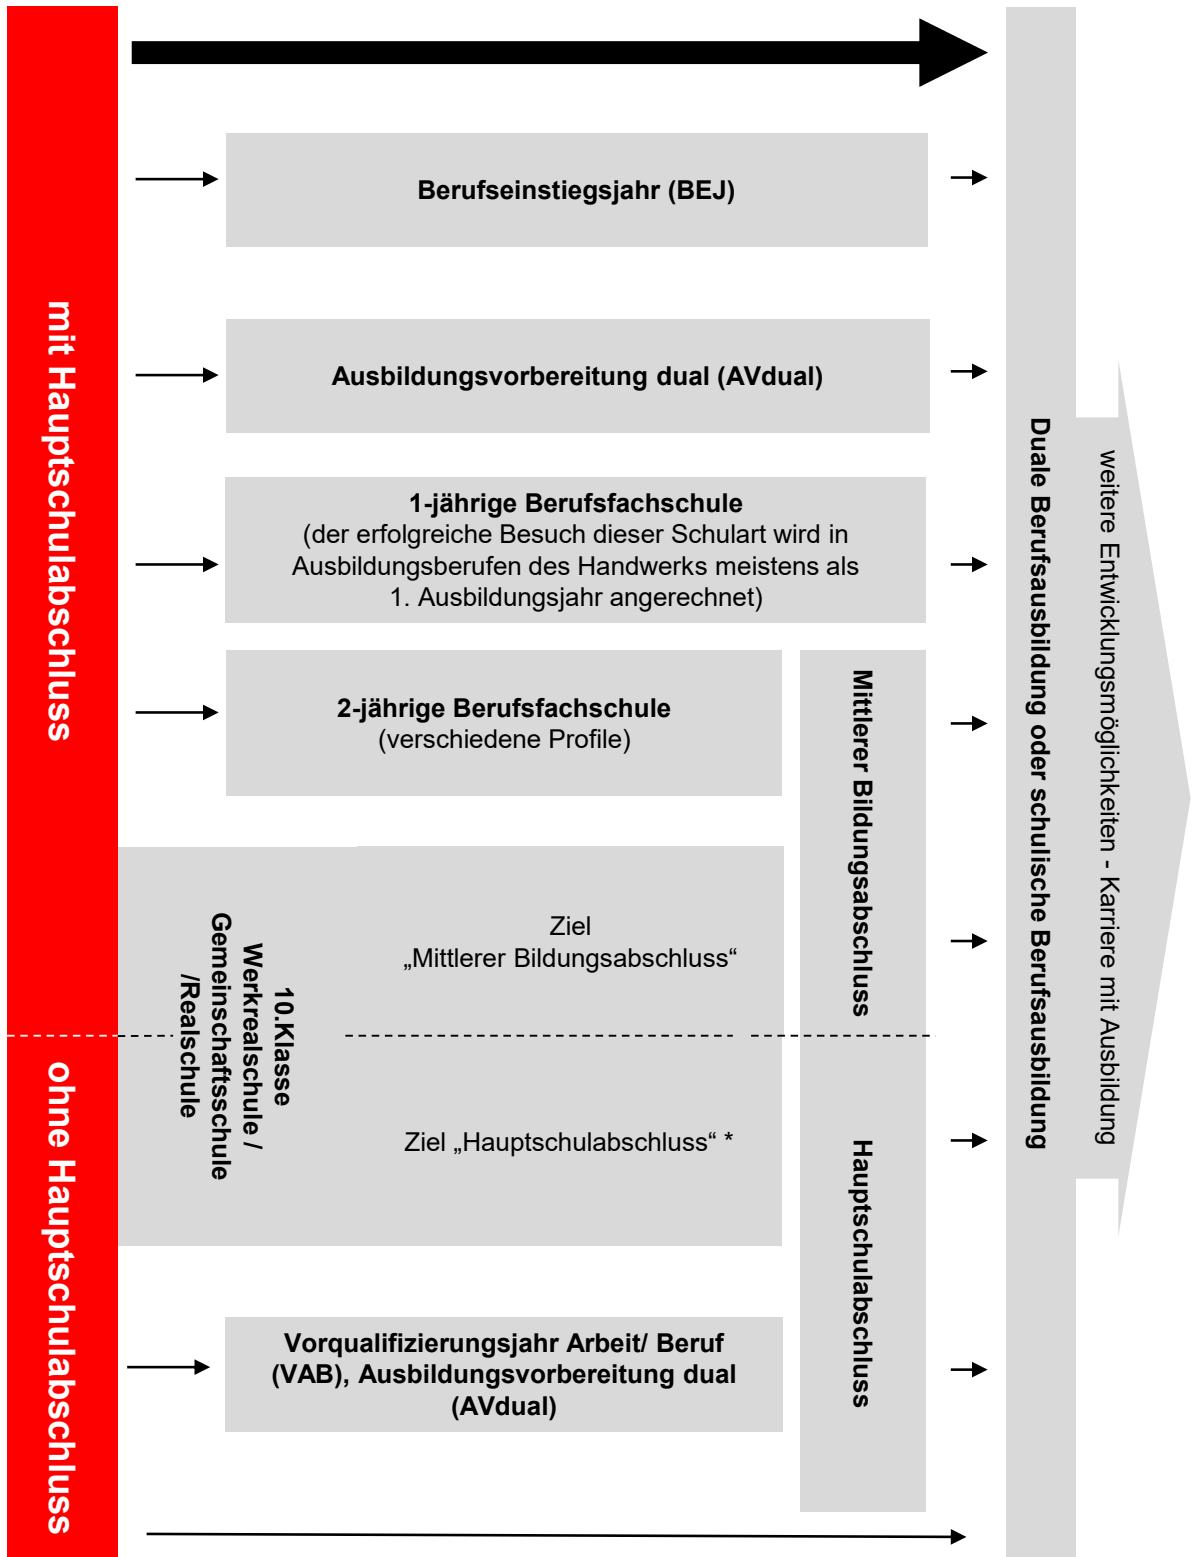 mit Hauptschulabschluss
Berufseinstiegsjahr (BEJ)
Ausbildungsvorbereitung dual (AVdual)
1-jährige Berufsfachschule
(der erfolgreiche Besuch dieser Schulart wird in
Ausbildungsberufen des Handwerks meistens als
1. Ausbildungsjahr angerechnet)
2-jährige Berufsfachschule
(verschiedene Profile)
Mittlerer Bildungsabschluss
10.Klasse
Werkrealschule /
Gemeinschaftsschule
/Realschule
Ziel
„Mittlerer Bildungsabschluss“
ohne Hauptschulabschluss
Ziel „Hauptschulabschluss“ *
Hauptschulabschluss
Vorqualifizierungsjahr Arbeit/ Beruf
(VAB), Ausbildungsvorbereitung dual
(AVdual)
Duale Berufsausbildung oder schulische Berufsausbildung
weitere Entwicklungsmöglichkeiten - Karriere mit Ausbildung